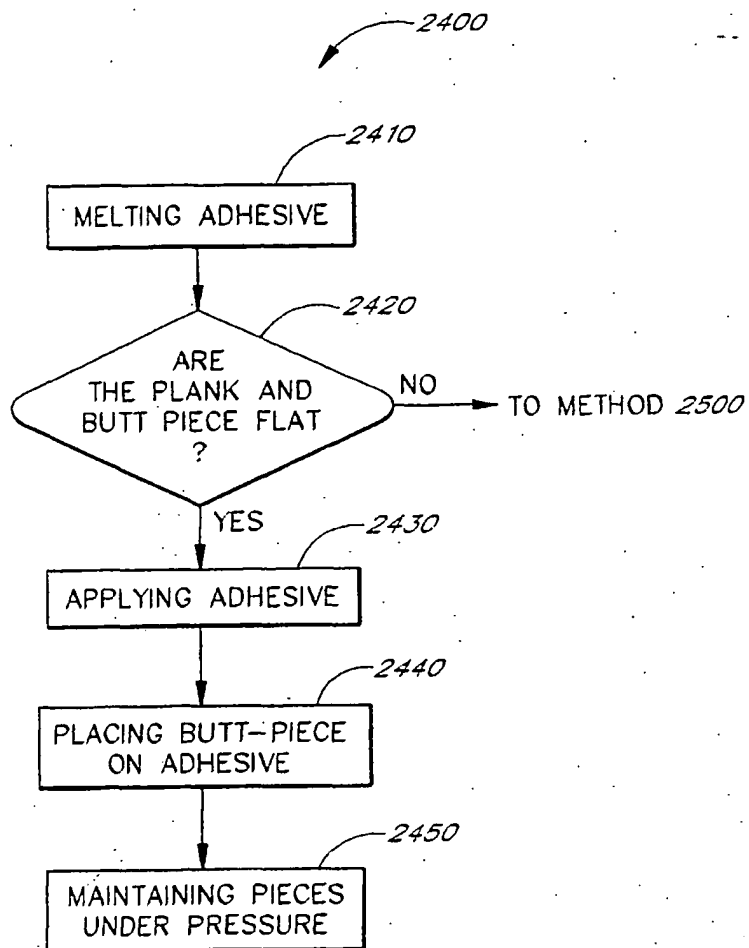 2400
2410
MELTING ADHESIVE
2420
ARE
THE PLANK AND
BUTT PIECE FLAT
?
NO
TO METHOD 2500
YES
2430
APPLYING ADHESIVE
2440
PLACING BUTT-PIECE
ON ADHESIVE
2450
MAINTAINING PIECES
UNDER PRESSURE